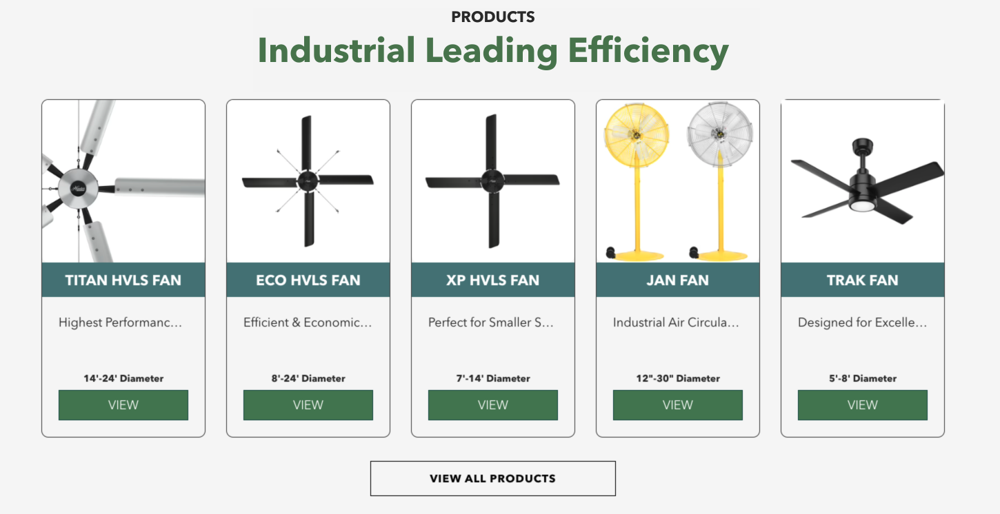 PRODUCTS
Industrial Leading Efficiency
TITAN HVLS FAN
Highest Performanc...
14'-24' Diameter
VIEW
ECO HVLS FAN
Efficient & Economic...
8'-24' Diameter
VIEW
XP HVLS FAN
Perfect for Smaller S...
7'-14' Diameter
VIEW
JAN FAN
Industrial Air Circula...
12"-30" Diameter
VIEW
TRAK FAN
Designed for Excelle...
5'-8' Diameter
VIEW
VIEW ALL PRODUCTS